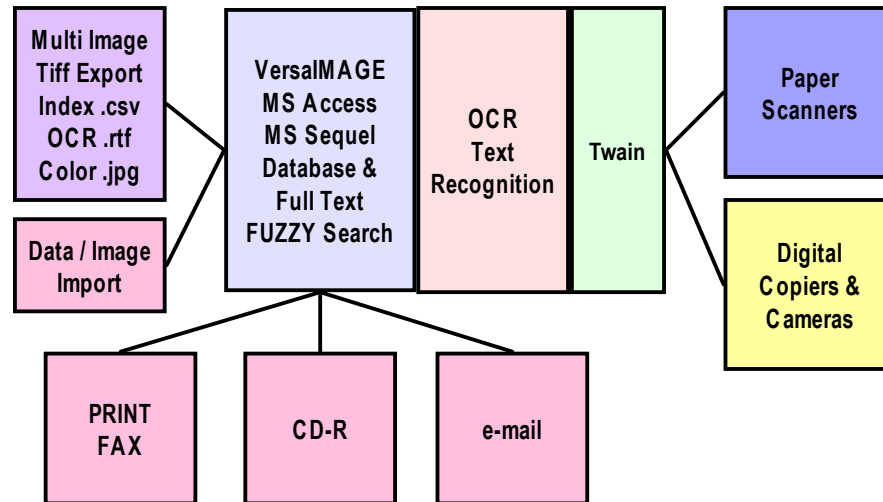 Multi Image
Tiff Export
Index .csv
OCR .rtf
Color .jpg
Data / Image
Import
VersaIMAGE
MS Access
MS Sequel
Database &
Full Text
FUZZY Search
OCR
Text
Recognition
Twain
Paper
Scanners
Digital
Copiers &
Cameras
PRINT
FAX
CD-R
e-mail